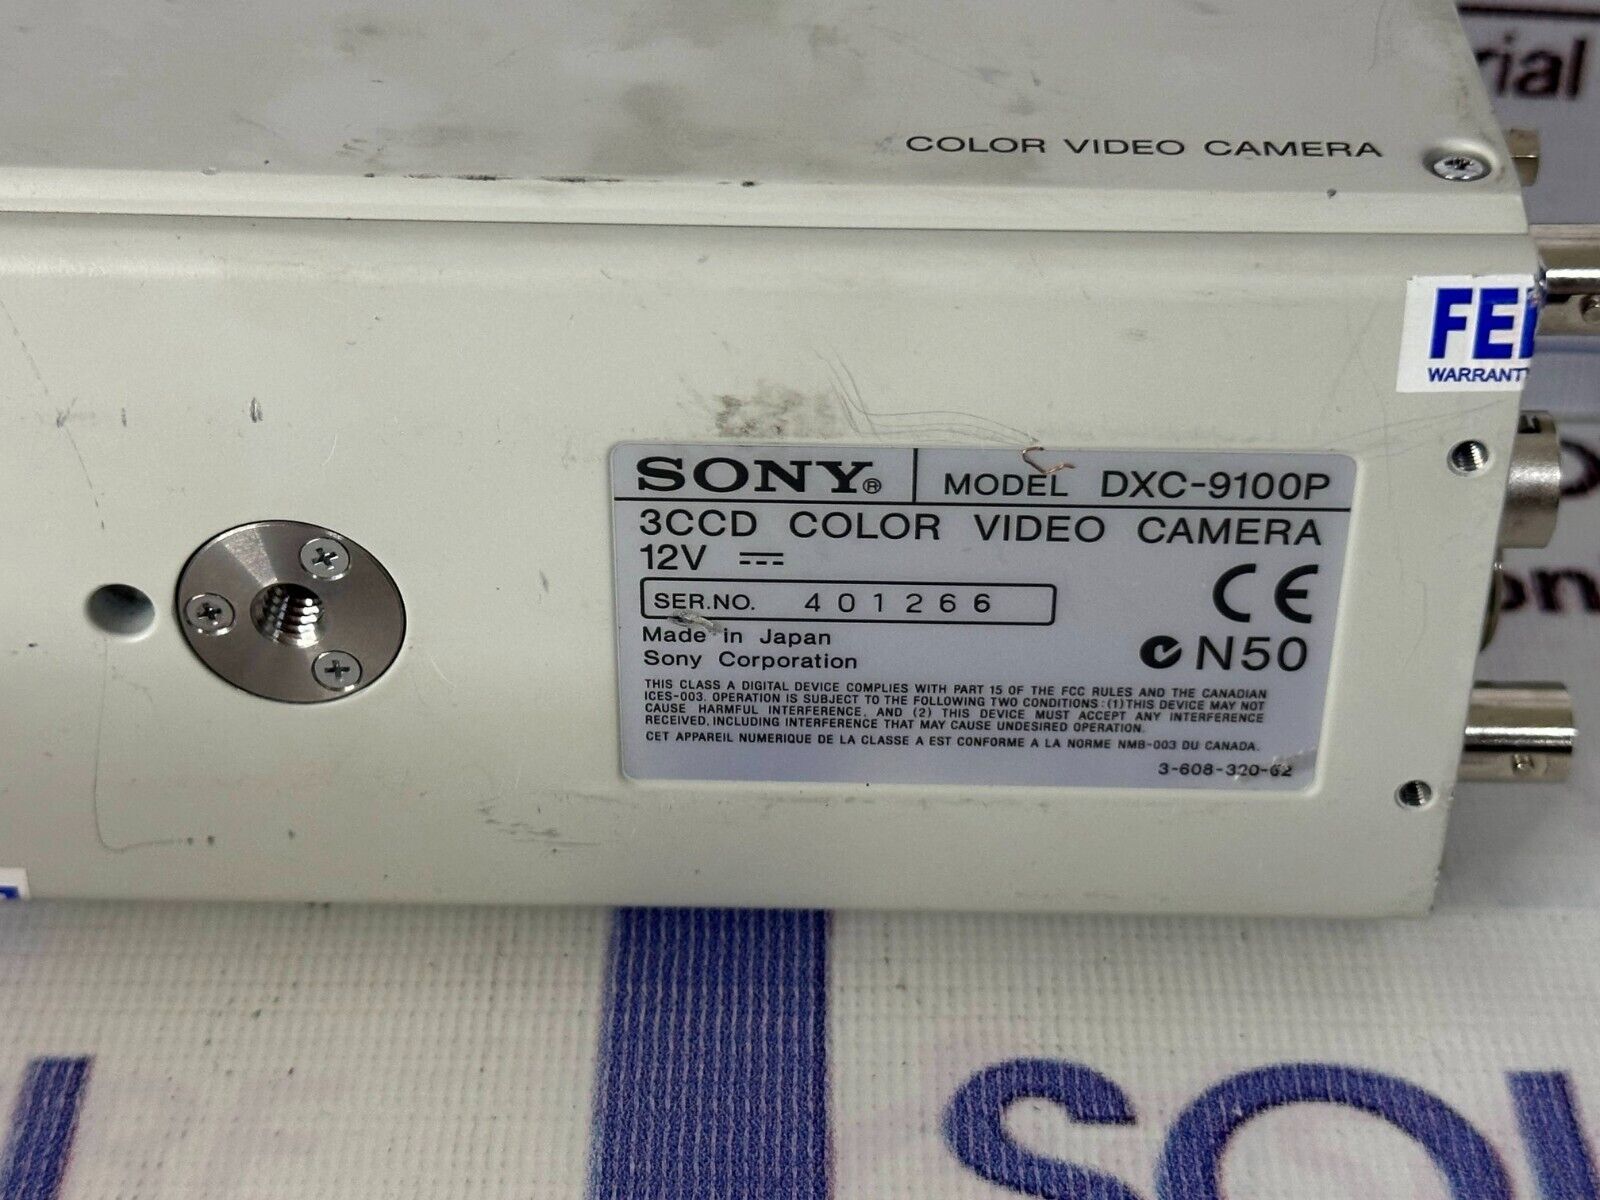 COLOR VIDEO CAMERA
WARRANTY
SONY®
MODEL DXC-9100P
3CCD COLOR VIDEO CAMERA
12V
SER.NO. 401266
CE
N50
Made in Japan
Sony Corporation
THIS CLASS A DIGITAL DEVICE COMPLIES WITH PART 15 OF THE FCC RULES AND THE CANADIAN
ICES-003. OPERATION IS SUBJECT TO THE FOLLOWING TWO CONDITIONS:(1)THIS DEVICE MAY NOT
CAUSE HARMFUL INTERFERENCE, AND (2) THIS DEVICE MUST ACCEPT ANY INTERFERENCE
RECEIVED, INCLUDING INTERFERENCE THAT MAY CAUSE UNDESIRED OPERATION.
CET APPAREIL NUMERIQUE DE LA CLASSE A EST CONFORME A LA NORME NMB-003 DU CANADA.
3-608-320-62